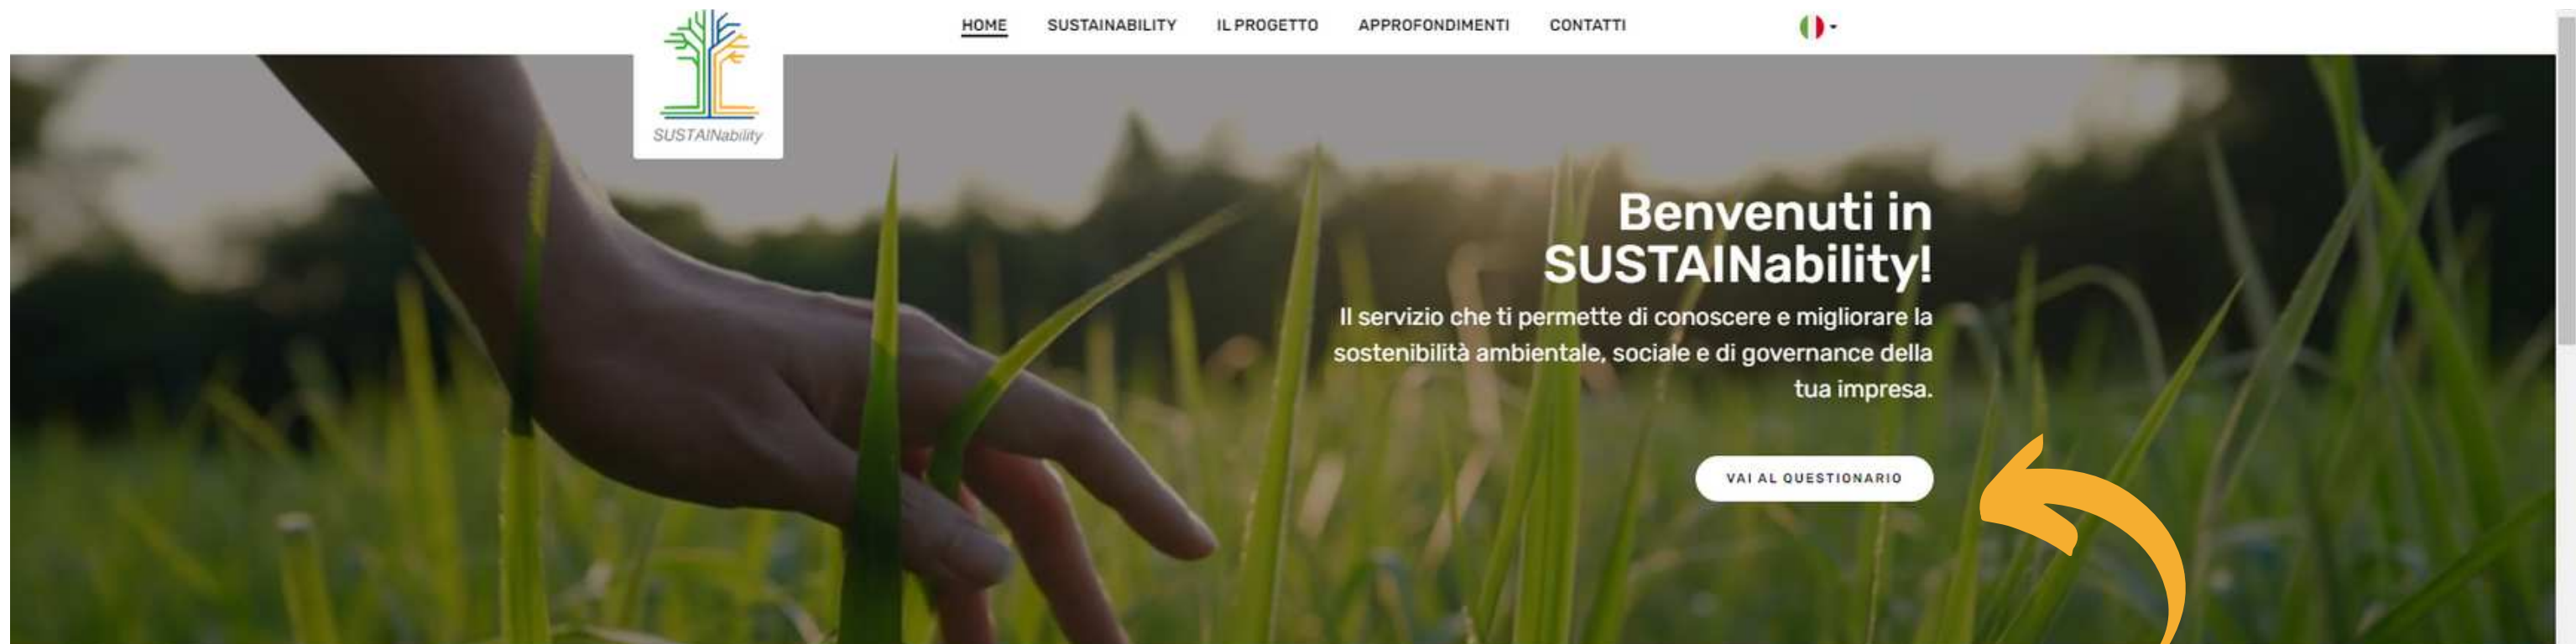 HOME SUSTAINABILITY IL PROGETTO APPROFONDIMENTI CONTATTI
SUSTAINability
Benvenuti in
SUSTAINability!
Il servizio che ti permette di conoscere e migliorare la
sostenibilità ambientale, sociale e di governance della
tua impresa.
VAI AL QUESTIONARIO